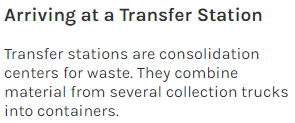 Arriving at a Transfer Station
Transfer stations are consolidation
centers for waste. They combine
material from several collection trucks
into containers.